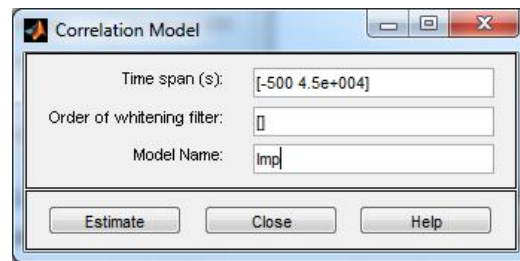 Correlation Model
Time span (s): [-500 4.5e+004]
Order of whitening filter: []
Model Name: Imp
Estimate Close Help